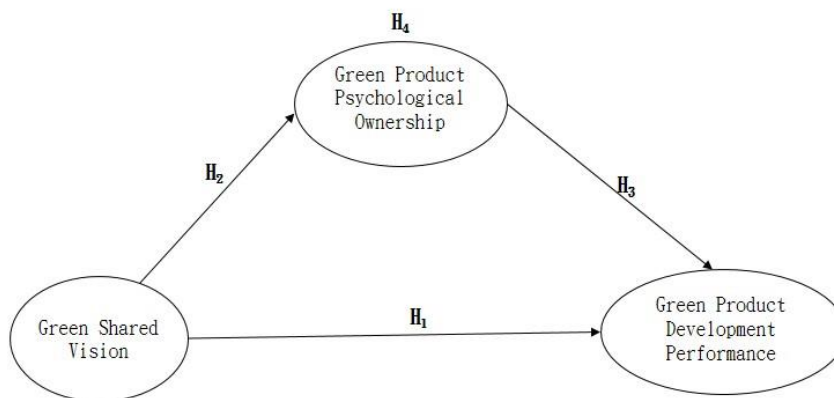 H₄
Green Product
Psychological
Ownership
H₂
H₃
Green Shared
Vision
H₁
Green Product
Development
Performance